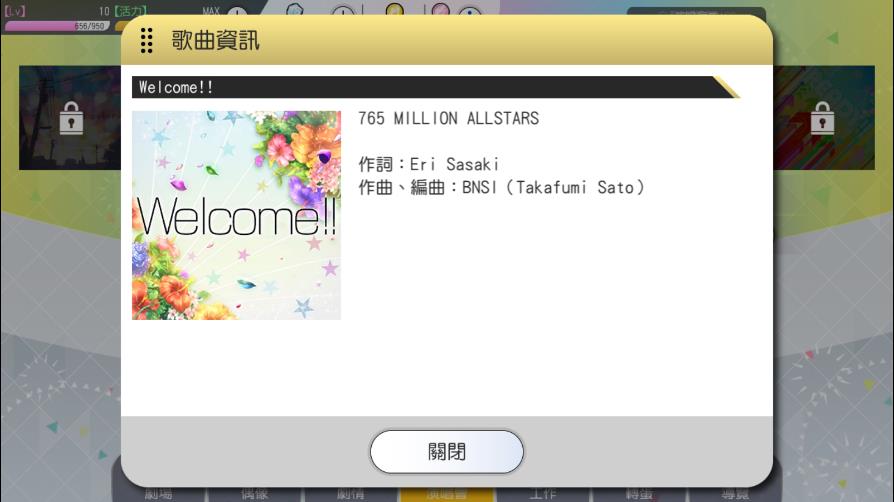 【Lv】 10【活力】 MAX
656/950
歌曲資訊
Welcome!!
765 MILLION ALLSTARS
作詞：Eri Sasaki
作曲、編曲：BNSI（Takafumi Sato）
Welcome!!
關閉
劇場 偶像 劇情 演唱會 工作 轉蛋 導覽